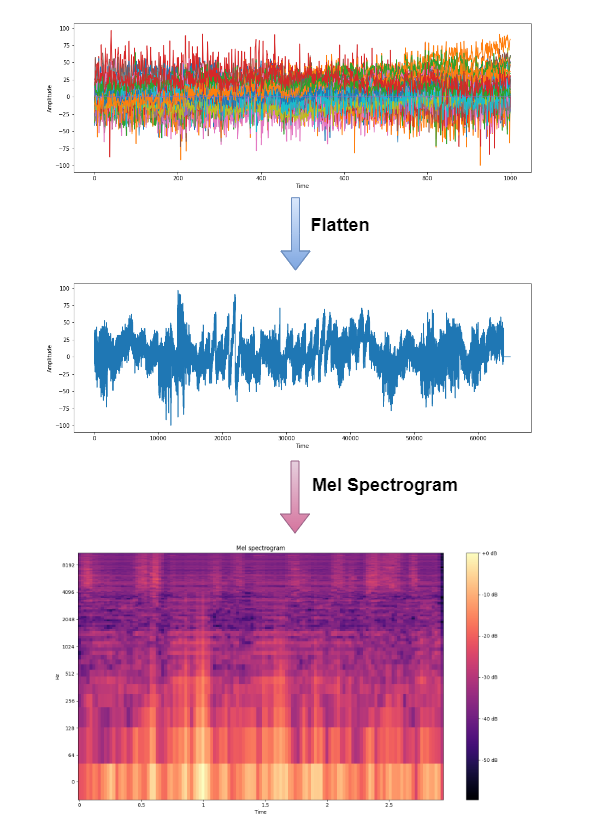 100
75
50
25
0
−25
−50
−75
−100
Amplitude
0 200 400 600 800 1000
Time
Flatten
100
75
50
25
0
−25
−50
−75
−100
Amplitude
0 10000 20000 30000 40000 50000 60000
Time
Mel Spectrogram
Mel spectrogram
8192
4096
2048
1024
512
256
128
64
0
Hz
0 0.5 1 1.5 2 2.5
Time
+0 dB
-10 dB
-20 dB
-30 dB
-40 dB
-50 dB